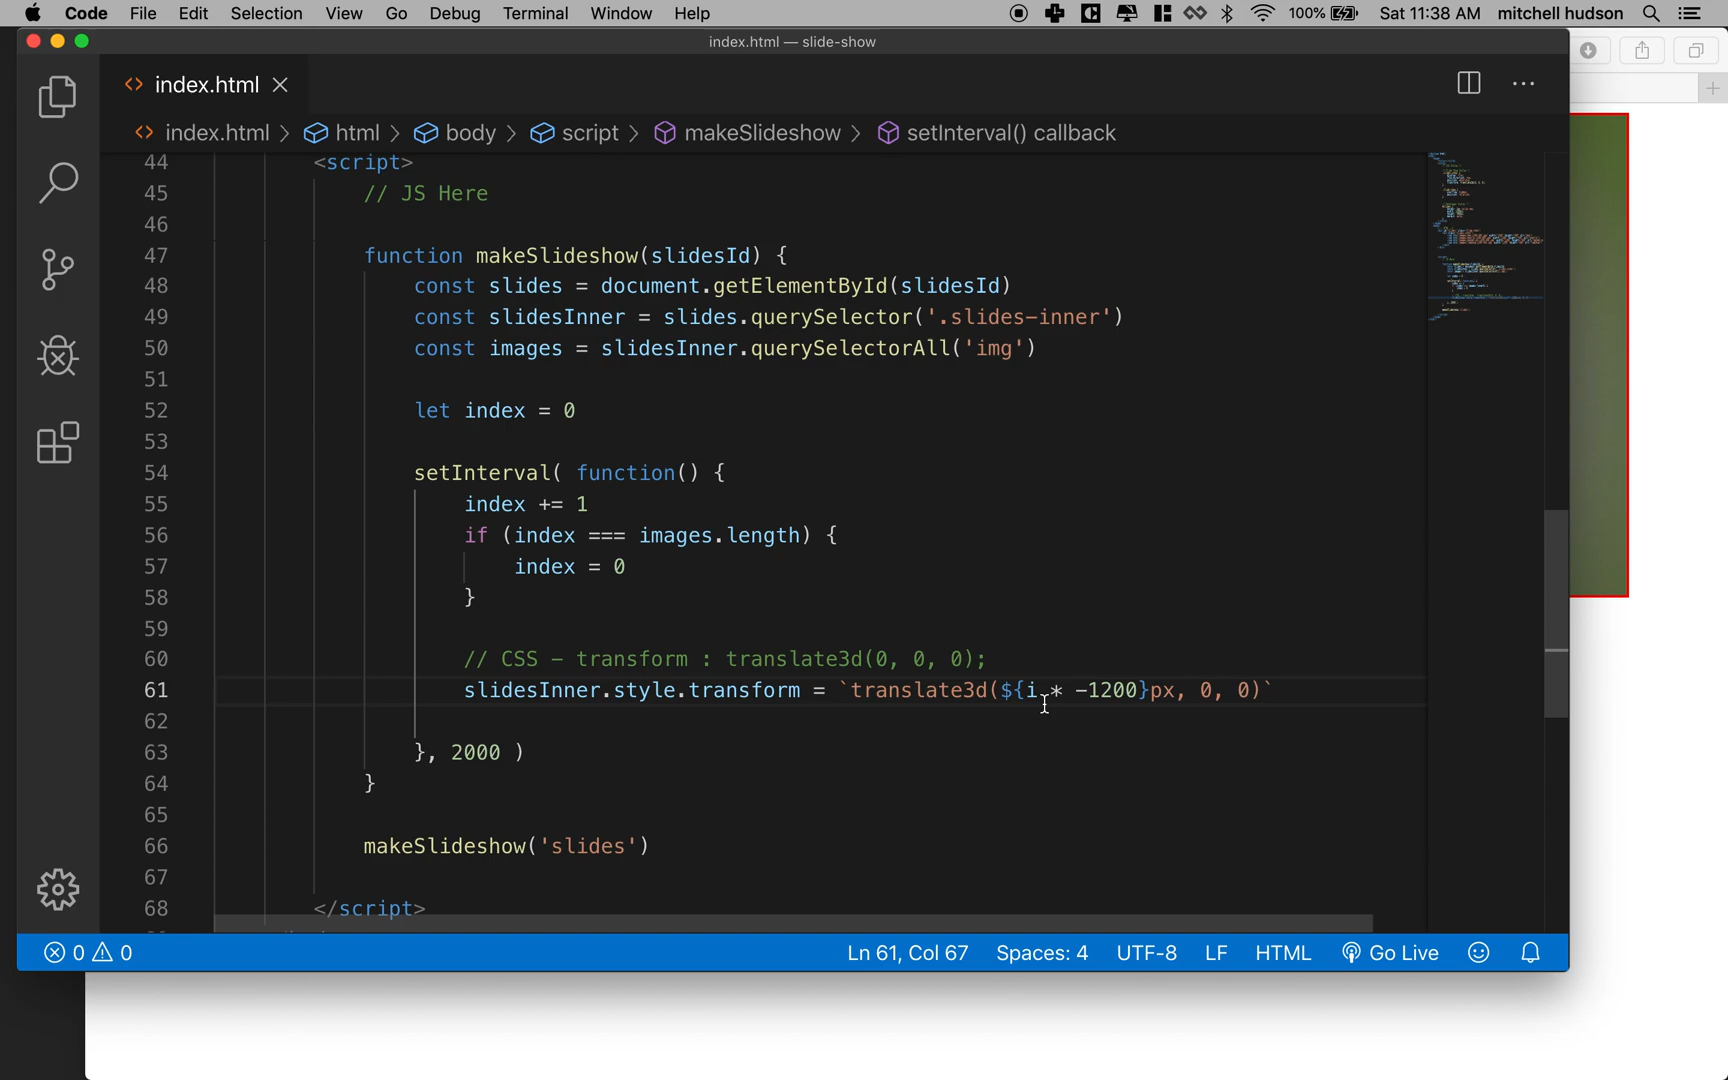 Code File Edit Selection View Go Debug Terminal Window Help 100% Sat 11:38 AM mitchell hudson
index.html — slide-show
<> index.html
<> index.html > html > body > script > makeSlideshow > setInterval() callback
44 <script>
45 // JS Here
46
47 function makeSlideshow(slidesId) {
48 const slides = document.getElementById(slidesId)
49 const slidesInner = slides.querySelector('.slides-inner')
50 const images = slidesInner.querySelectorAll('img')
51
52 let index = 0
53
54 setInterval( function() {
55 index += 1
56 if (index === images.length) {
57 index = 0
58 }
59
60 // CSS - transform : translate3d(0, 0, 0);
61 slidesInner.style.transform = `translate3d(${i * -1200}px, 0, 0)`
62
63 }, 2000 )
64 }
65
66 makeSlideshow('slides')
67
68 </script>
0 0 Ln 61, Col 67 Spaces: 4 UTF-8 LF HTML Go Live